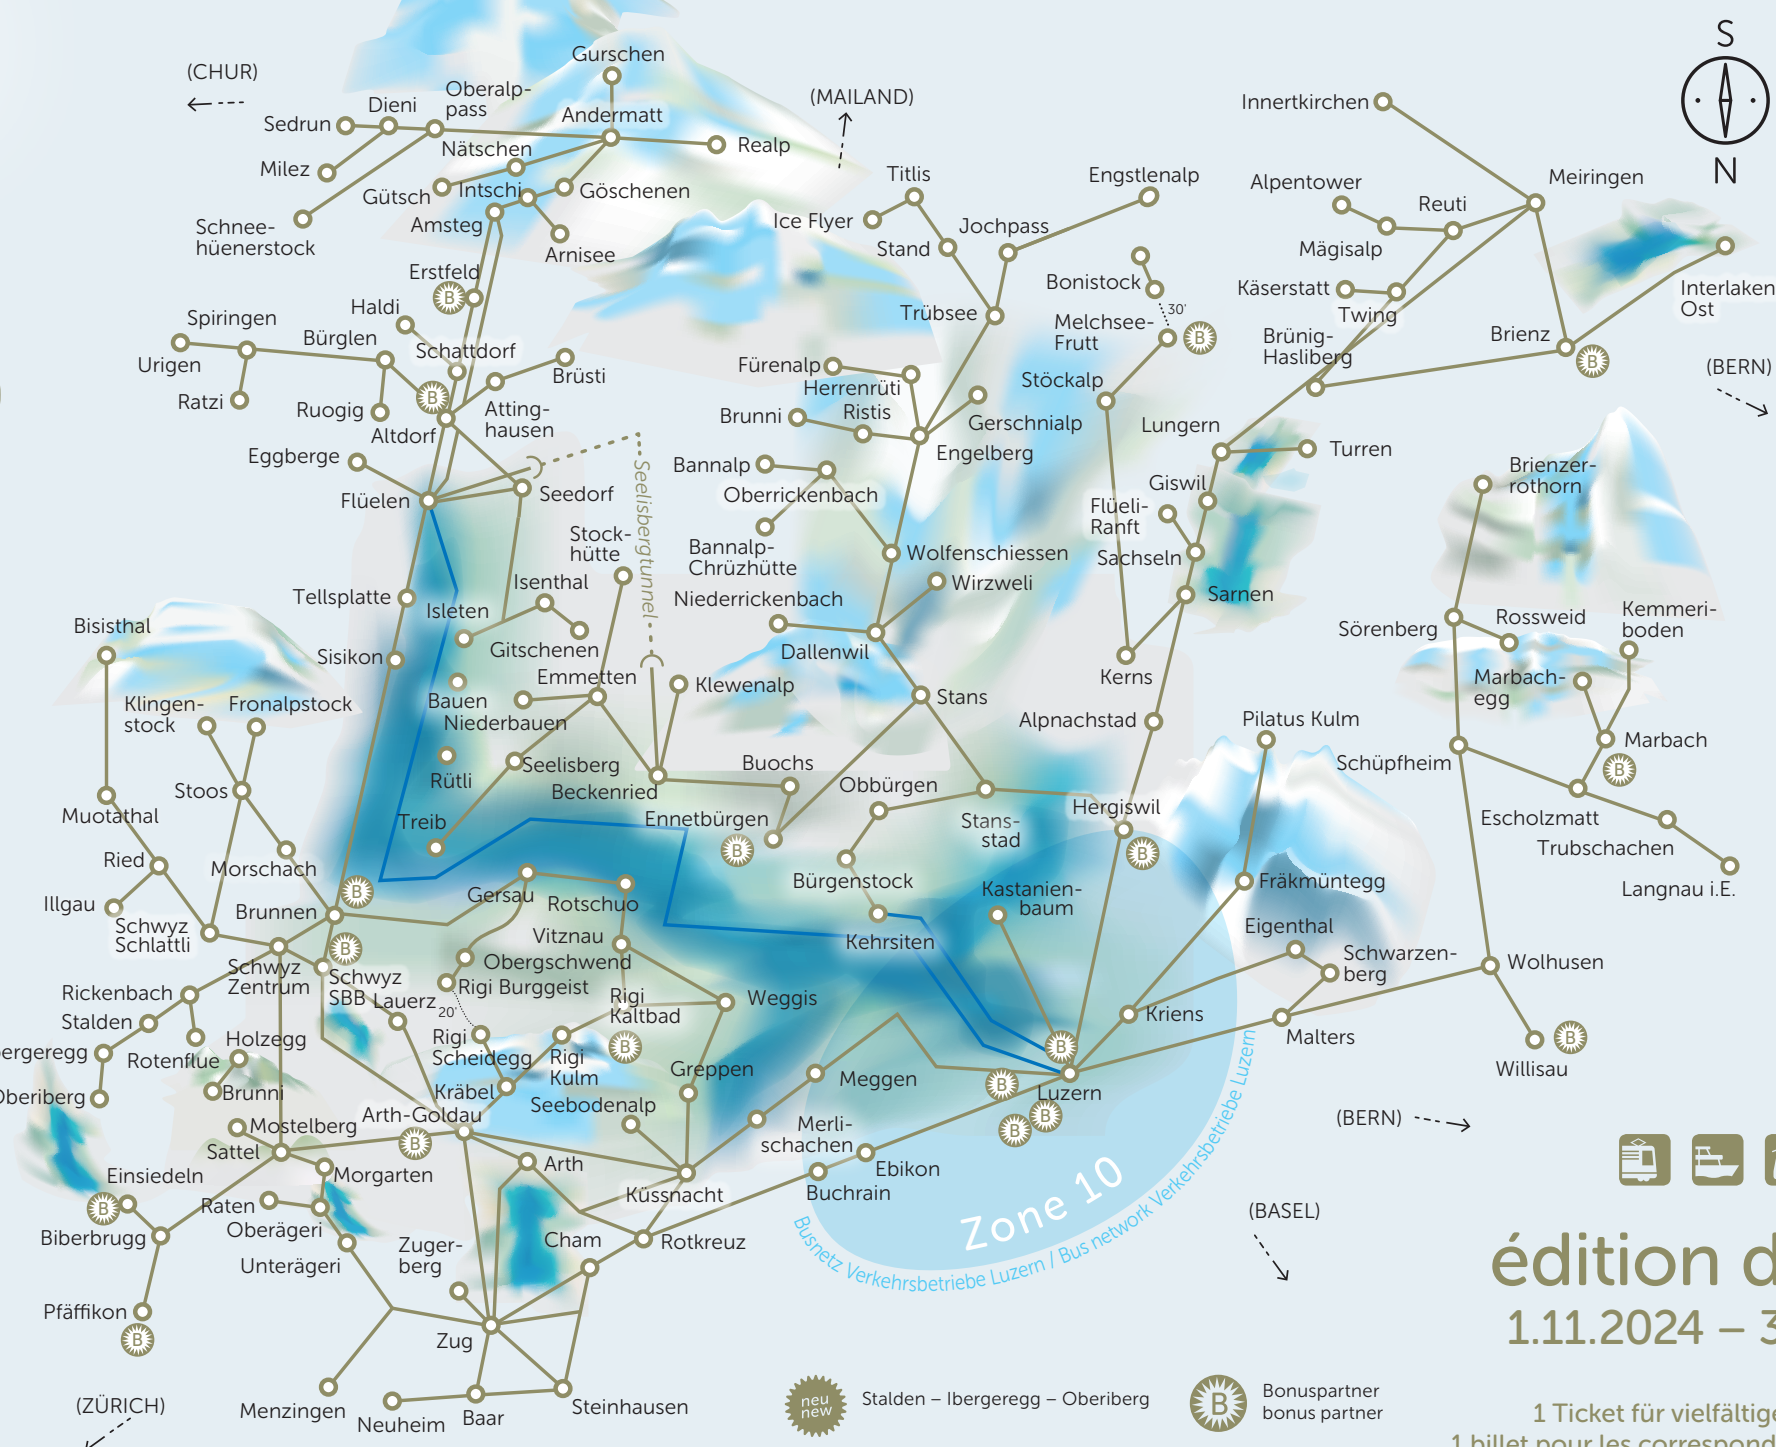 S
N
(CHUR)
(MAILAND)
(BERN)
(BERN)
(BASEL)
(ZÜRICH)
Gurschen
Oberalp-
pass
Dieni
Sedrun
Andermatt
Realp
Nätschen
Milez
Gütsch
Intschi
Göschenen
Schnee-
hüenerstock
Amsteg
Arnisee
Erstfeld
B
Haldi
Spiringen
Bürglen
Schattdorf
Urigen
Brüsti
Ratzi
Ruogig
B
Atting-
hausen
Altdorf
Eggberge
Flüelen
Seedorf
Seelisbergtunnel
Stock-
hütte
Isenthal
Tellsplatte
Isleten
Gitschenen
Sisikon
Emmetten
Klewenalp
Bauen
Niederbauen
Rütli
Seelisberg
Beckenried
Treib
Buochs
Ennetbürgen
B
Titlis
Ice Flyer
Stand
Jochpass
Engstlenalp
Trübsee
Bonistock
30'
Melchsee-
Frutt
B
Stöckalp
Fürenalp
Herrenrüti
Brunni
Ristis
Gerschnialp
Engelberg
Bannalp
Oberrickenbach
Bannalp-
Chrüzhütte
Wolfenschiessen
Wirzweli
Niederrickenbach
Dallenwil
Stans
Innertkirchen
Meiringen
Alpentower
Reuti
Mägisalp
Käserstatt
Twing
Brünig-
Hasliberg
Brienz
B
Interlaken
Ost
Lungern
Turren
Giswil
Flüeli-
Ranft
Sachseln
Sarnen
Kerns
Alpnachstad
Brienzer-
rothorn
Sörenberg
Rossweid
Kemmeri-
boden
Marbach-
egg
Marbach
B
Schüpfheim
Escholzmatt
Trubschachen
Langnau i.E.
Pilatus Kulm
Hergiswil
B
Fräkmüntegg
Obbürgen
Stans-
stad
Bürgenstock
Kehrsiten
Kastanien-
baum
Eigenthal
Schwarzen-
berg
Wolhusen
Kriens
Malters
Willisau
B
Bisisthal
Klingen-
stock
Fronalpstock
Stoos
Muotathal
Ried
Morschach
Illgau
Brunnen
B
Schwyz
Schlattli
Gersau
Rotschuo
Vitznau
Schwyz
Zentrum
B
Schwyz
SBB
Obergschwend
Rigi Burggeist
Rickenbach
Lauerz
20'
Rigi
Kaltbad
B
Weggis
Stalden
Holzegg
Rigi
Scheidegg
Rigi
Kulm
ergeregg
Rotenflue
Brunni
Kräbel
Greppen
Oberiberg
Seebodenalp
Meggen
B
B
B
B
Luzern
Mostelberg
Arth-Goldau
B
Merli-
schachen
Sattel
Morgarten
Arth
Ebikon
Küssnacht
Buchrain
Einsiedeln
B
Raten
Oberägeri
Biberbrugg
Unterägeri
Zuger-
berg
Cham
Rotkreuz
Pfäffikon
B
Zug
Menzingen
Neuheim
Baar
Steinhausen
Zone 10
Busnetz Verkehrsbetriebe Luzern / Bus network Verkehrsbetriebe Luzern
neu
new
Stalden – Ibergeregg – Oberiberg
B
Bonuspartner
bonus partner
édition d
1.11.2024 – 3
1 Ticket für vielfältige
1 billet pour les correspond